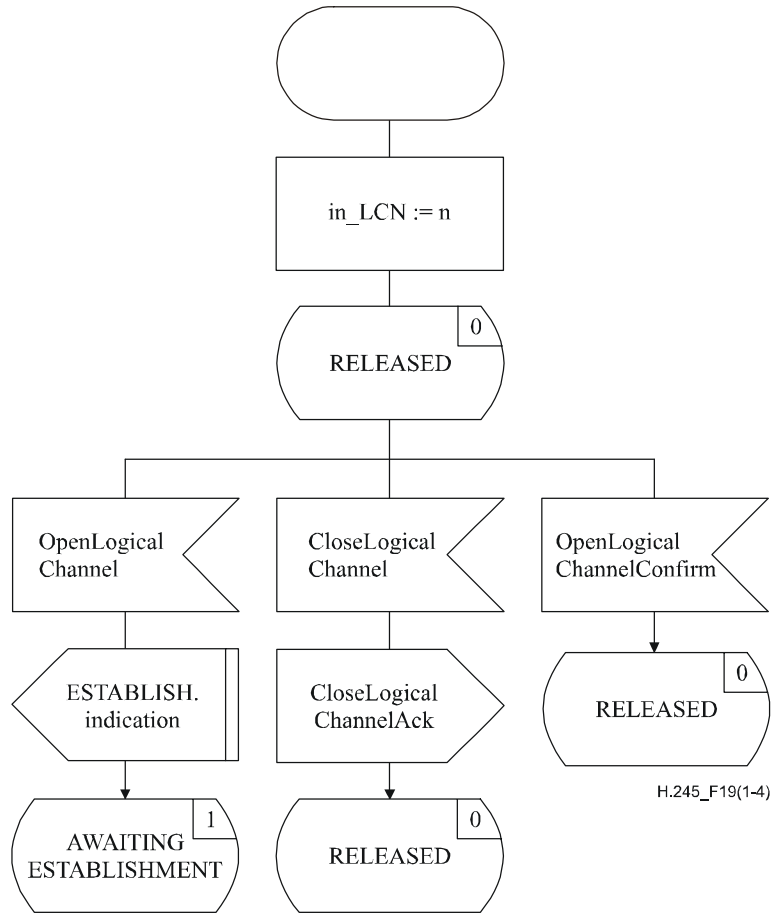 in_LCN := n
0
RELEASED
OpenLogical
Channel
CloseLogical
Channel
OpenLogical
ChannelConfirm
ESTABLISH.
indication
CloseLogical
ChannelAck
0
RELEASED
H.245_F19(1-4)
1
AWAITING
ESTABLISHMENT
0
RELEASED